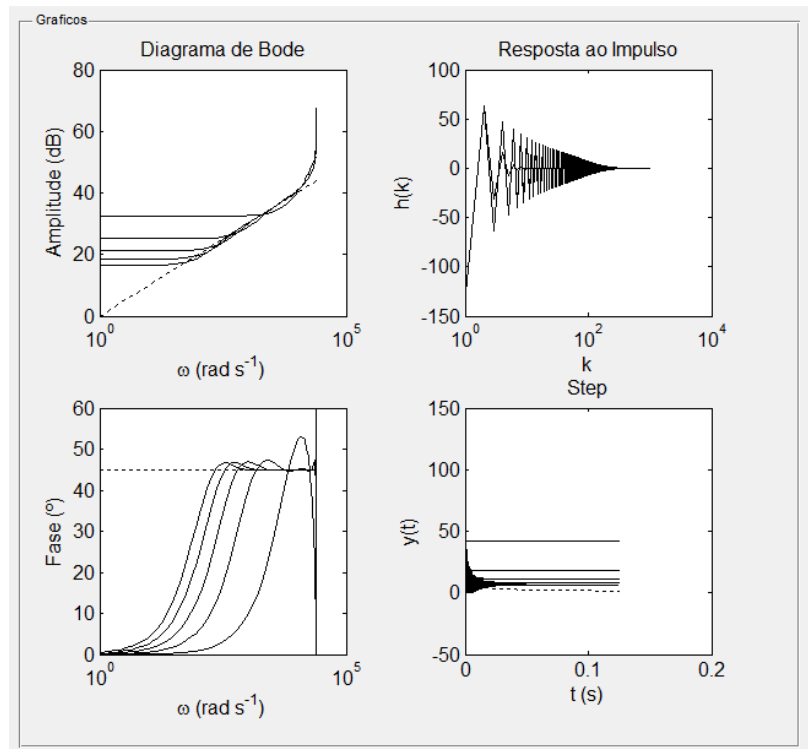 Graficos
Diagrama de Bode
Amplitude (dB)
80
60
40
20
0
10^0
10^5
ω (rad s^-1)
Resposta ao Impulso
h(k)
100
50
0
-50
-100
-150
10^0
10^2
10^4
k
Fase (º)
60
50
40
30
20
10
0
10^0
10^5
ω (rad s^-1)
Step
y(t)
150
100
50
0
-50
0
0.1
0.2
t (s)